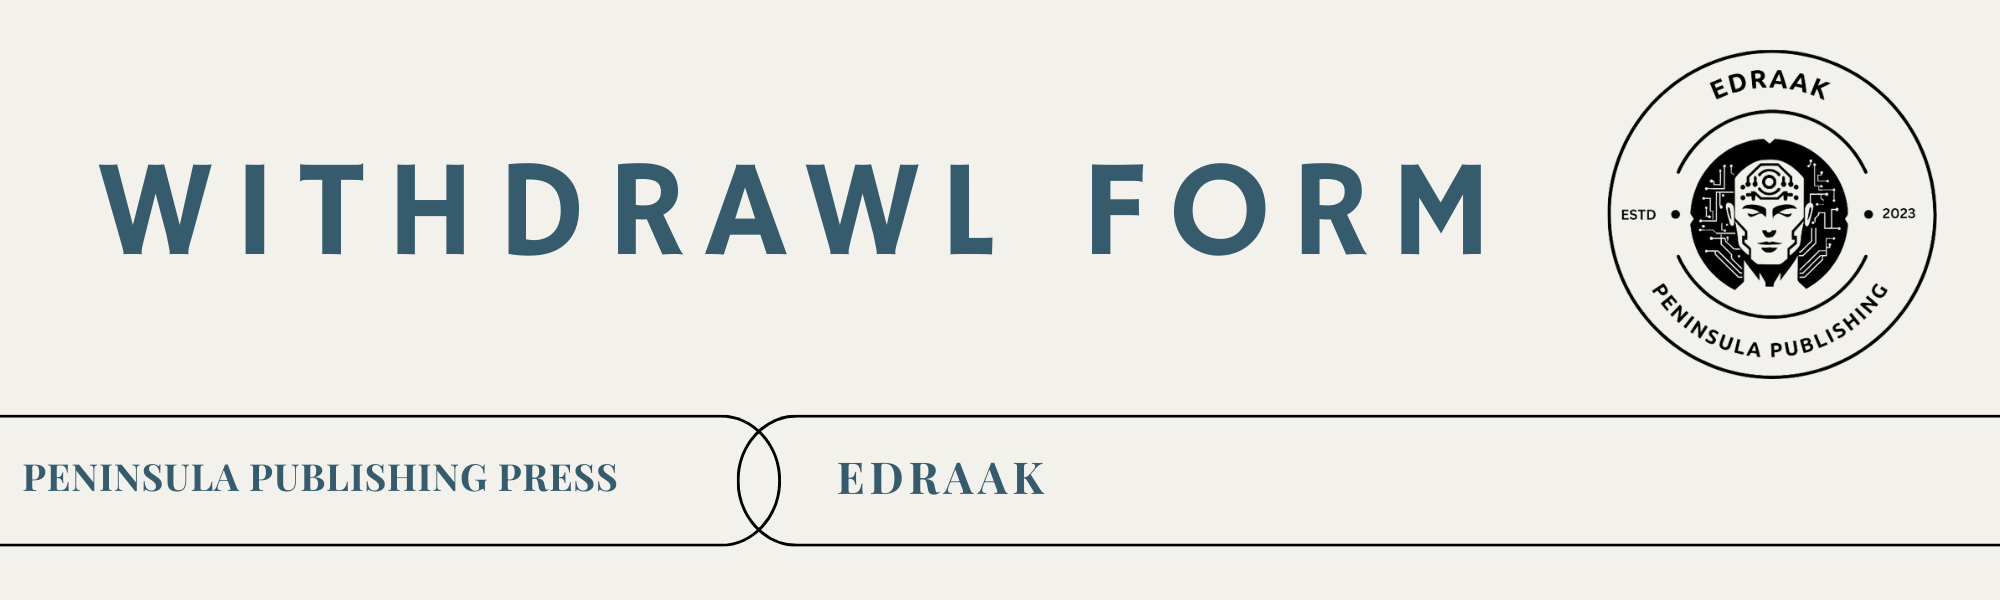 WITHDRAWL FORM
EDRAAK
ESTD
2023
PENINSULA PUBLISHING
PENINSULA PUBLISHING PRESS
EDRAAK